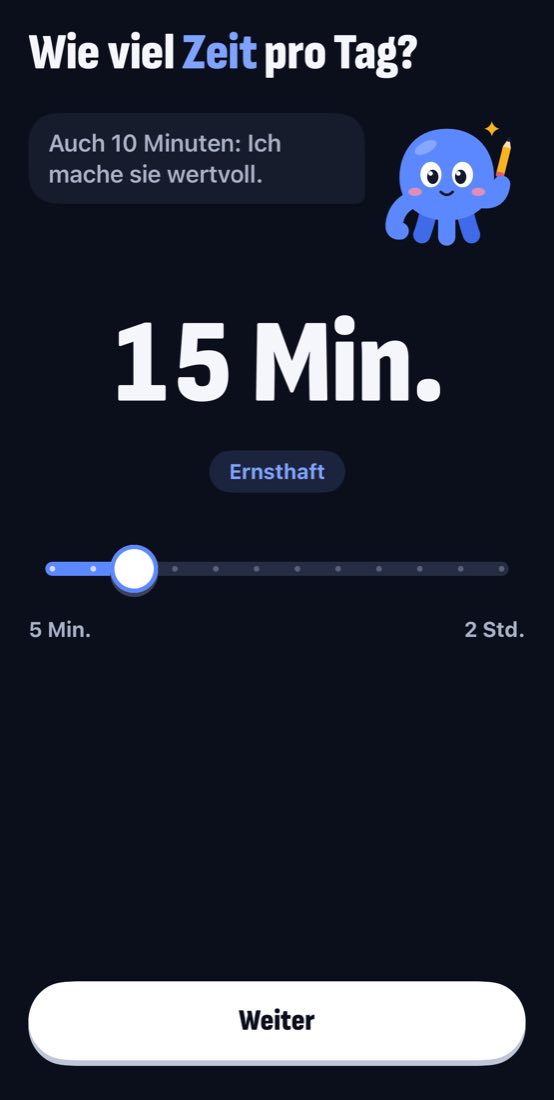 Wie viel Zeit pro Tag?
Auch 10 Minuten: Ich
mache sie wertvoll.
15 Min.
Ernsthaft
5 Min.
2 Std.
Weiter